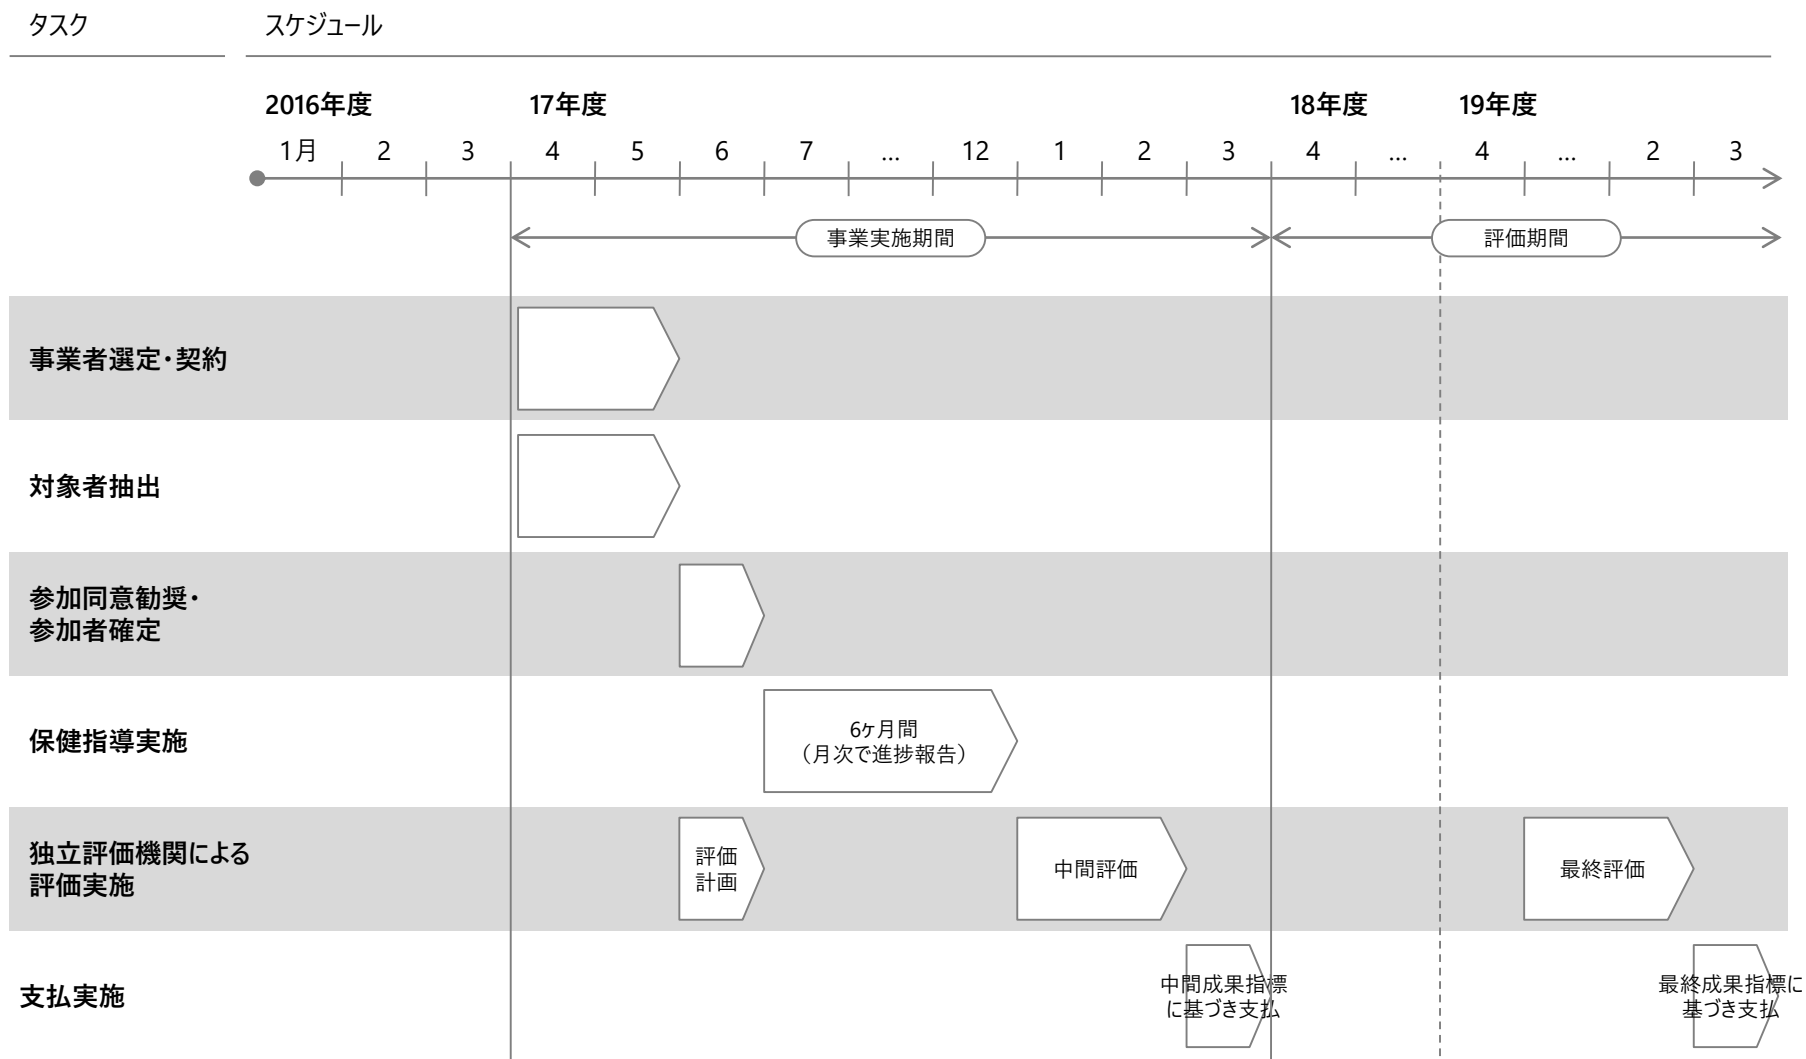 タスク
スケジュール
2016年度 17年度 18年度 19年度
1月 2 3 4 5 6 7 … 12 1 2 3 4 … 4 … 2 3
事業実施期間
評価期間
事業者選定・契約
対象者抽出
参加同意勧奨・
参加者確定
保健指導実施
6ヶ月間
（月次で進捗報告）
独立評価機関による
評価実施
評価
計画
中間評価
最終評価
支払実施
中間成果指標
に基づき支払
最終成果指標に
基づき支払